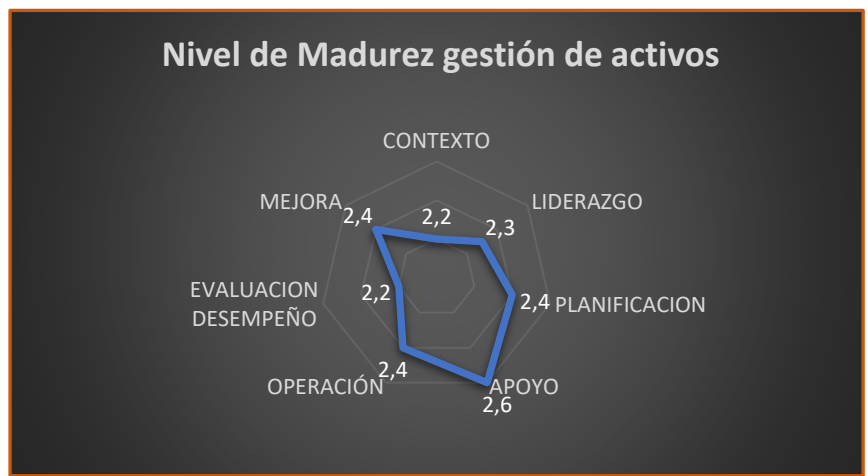 Nivel de Madurez gestión de activos
CONTEXTO
2,2
LIDERAZGO
2,3
PLANIFICACION
2,4
APOYO
2,6
OPERACIÓN
2,4
EVALUACION
DESEMPEÑO
2,2
MEJORA
2,4